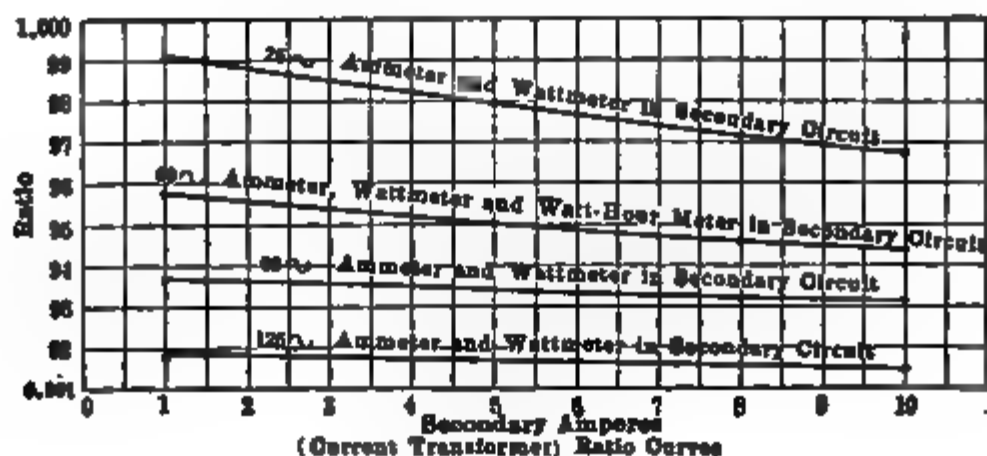 1,000
99
25~ Ammeter and Wattmeter in Secondary Circuit
98
97
96
60~ Ammeter, Wattmeter and Watt-Hour Meter in Secondary Circuit
95
94
Ammeter and Wattmeter in Secondary Circuit
93
92
125~ Ammeter and Wattmeter in Secondary Circuit
Ratio
0 1 2 3 4 5 6 7 8 9 10
Secondary Amperes
(Current Transformer) Ratio Curves